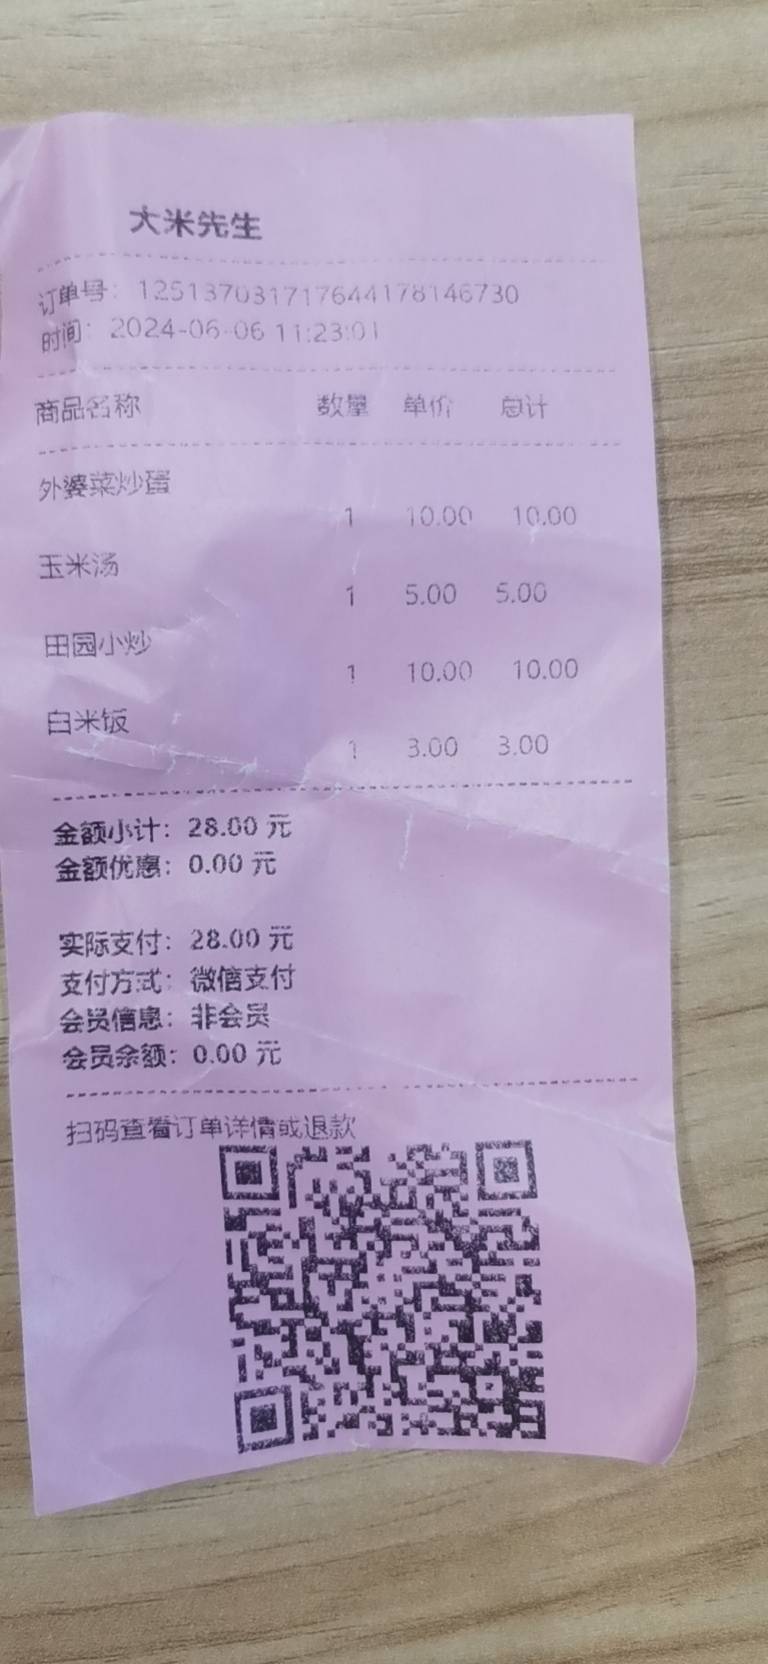 大米先生
订单号：125137031717644178146730
时间：2024-06-06 11:23:01
商品名称 数量 单价 总计
外婆菜炒蛋
1 10.00 10.00
玉米汤
1 5.00 5.00
田园小炒
1 10.00 10.00
白米饭
1 3.00 3.00
金额小计：28.00 元
金额优惠：0.00 元
实际支付：28.00 元
支付方式：微信支付
会员信息：非会员
会员余额：0.00 元
扫码查看订单详情或退款